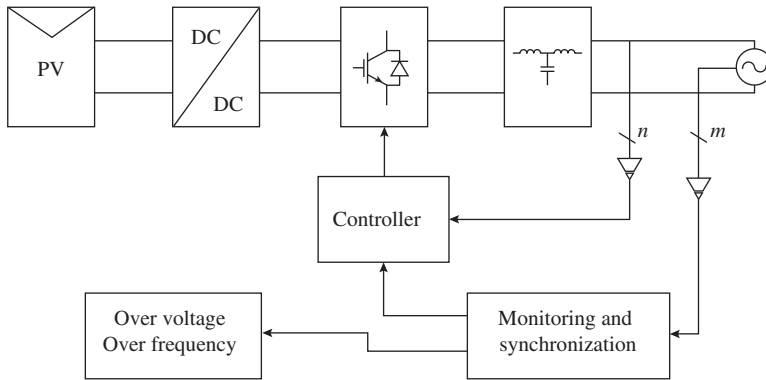 PV
DC
DC
n
m
Controller
Over voltage
Over frequency
Monitoring and
synchronization